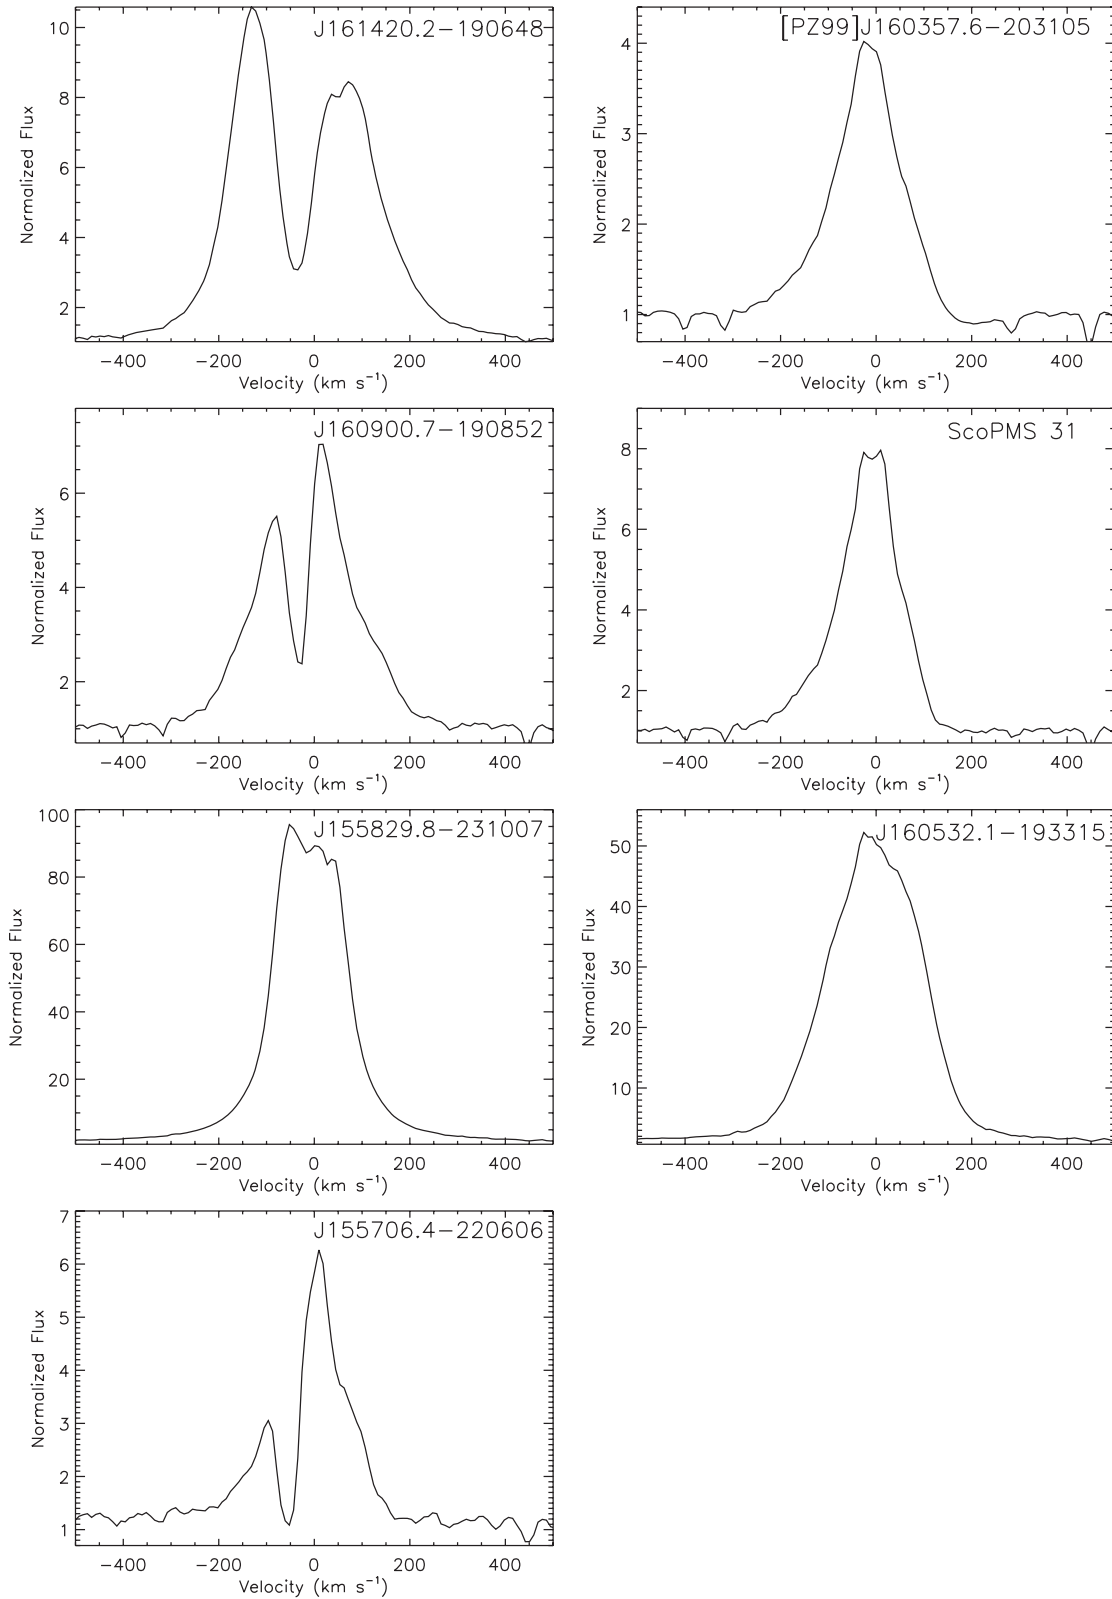 J161420.2−190648
10
8
6
4
2
Normalized Flux
−400 −200 0 200 400
Velocity (km s−1)
[PZ99]J160357.6−203105
4
3
2
1
Normalized Flux
−400 −200 0 200 400
Velocity (km s−1)
J160900.7−190852
6
4
2
Normalized Flux
−400 −200 0 200 400
Velocity (km s−1)
ScoPMS 31
8
6
4
2
Normalized Flux
−400 −200 0 200 400
Velocity (km s−1)
J155829.8−231007
100
80
60
40
20
Normalized Flux
−400 −200 0 200 400
Velocity (km s−1)
J160532.1−193315
50
40
30
20
10
Normalized Flux
−400 −200 0 200 400
Velocity (km s−1)
J155706.4−220606
7
6
5
4
3
2
1
Normalized Flux
−400 −200 0 200 400
Velocity (km s−1)